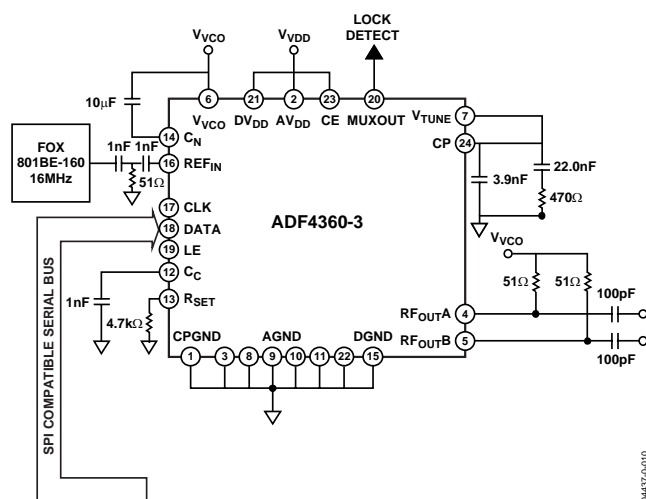 LOCK
DETECT
VVCO
VVDD
10µF
6
21
2
23
20
VVCO
DVDD
AVDD
CE
MUXOUT
VTUNE
7
14
CN
CP
24
FOX
801BE-160
16MHz
1nF
1nF
16
REFIN
51Ω
22.0nF
3.9nF
470Ω
17
CLK
18
DATA
ADF4360-3
19
LE
VVCO
12
CC
51Ω
51Ω
13
RSET
1nF
4.7kΩ
100pF
RFOUTA
4
CPGND
AGND
DGND
RFOUTB
5
1
3
8
9
10
11
22
15
100pF
SPI COMPATIBLE SERIAL BUS
04437-0-010